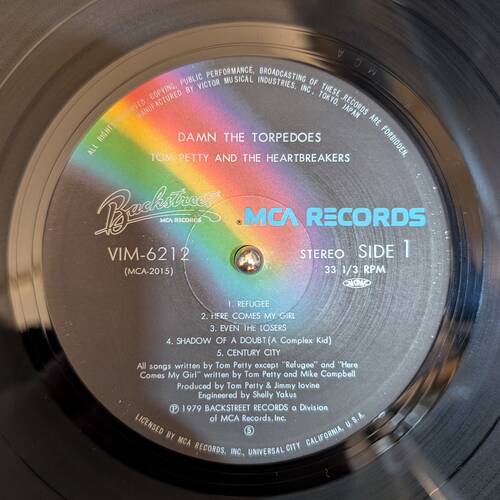 ALL RIGHTS RESERVED. COPYING, PUBLIC PERFORMANCE, BROADCASTING OF THESE RECORDS ARE FORBIDDEN.
MANUFACTURED BY VICTOR MUSICAL INDUSTRIES, INC. TOKYO, JAPAN
MCA
DAMN THE TORPEDOES
TOM PETTY AND THE HEARTBREAKERS
Backstreet
MCA RECORDS
MCA RECORDS
VIM-6212
(MCA-2015)
STEREO SIDE 1
33 1/3 RPM
1. REFUGEE
2. HERE COMES MY GIRL
3. EVEN THE LOSERS
4. SHADOW OF A DOUBT (A Complex Kid)
5. CENTURY CITY
All songs written by Tom Petty except "Refugee" and "Here
Comes My Girl" written by Tom Petty and Mike Campbell
Produced by Tom Petty & Jimmy Iovine
Engineered by Shelly Yakus
Ⓟ 1979 BACKSTREET RECORDS a Division
of MCA Records. Inc.
S
LICENSED BY MCA RECORDS, INC., UNIVERSAL CITY CALIFORNIA, U.S.A.